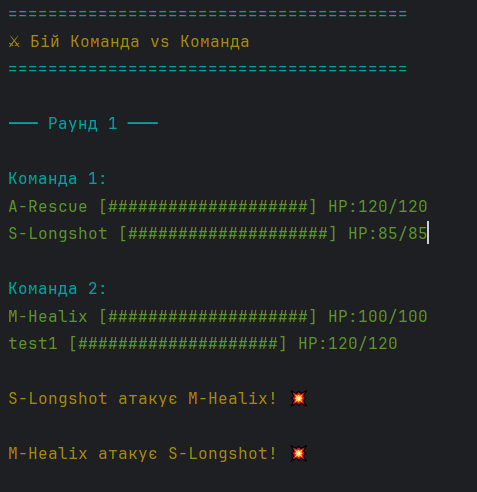 ========================================
⚔ Бій Команда vs Команда
========================================
─── Раунд 1 ───
Команда 1:
A-Rescue [####################] HP:120/120
S-Longshot [####################] HP:85/85
Команда 2:
M-Healix [####################] HP:100/100
test1 [####################] HP:120/120
S-Longshot атакує M-Healix! 💥
M-Healix атакує S-Longshot! 💥